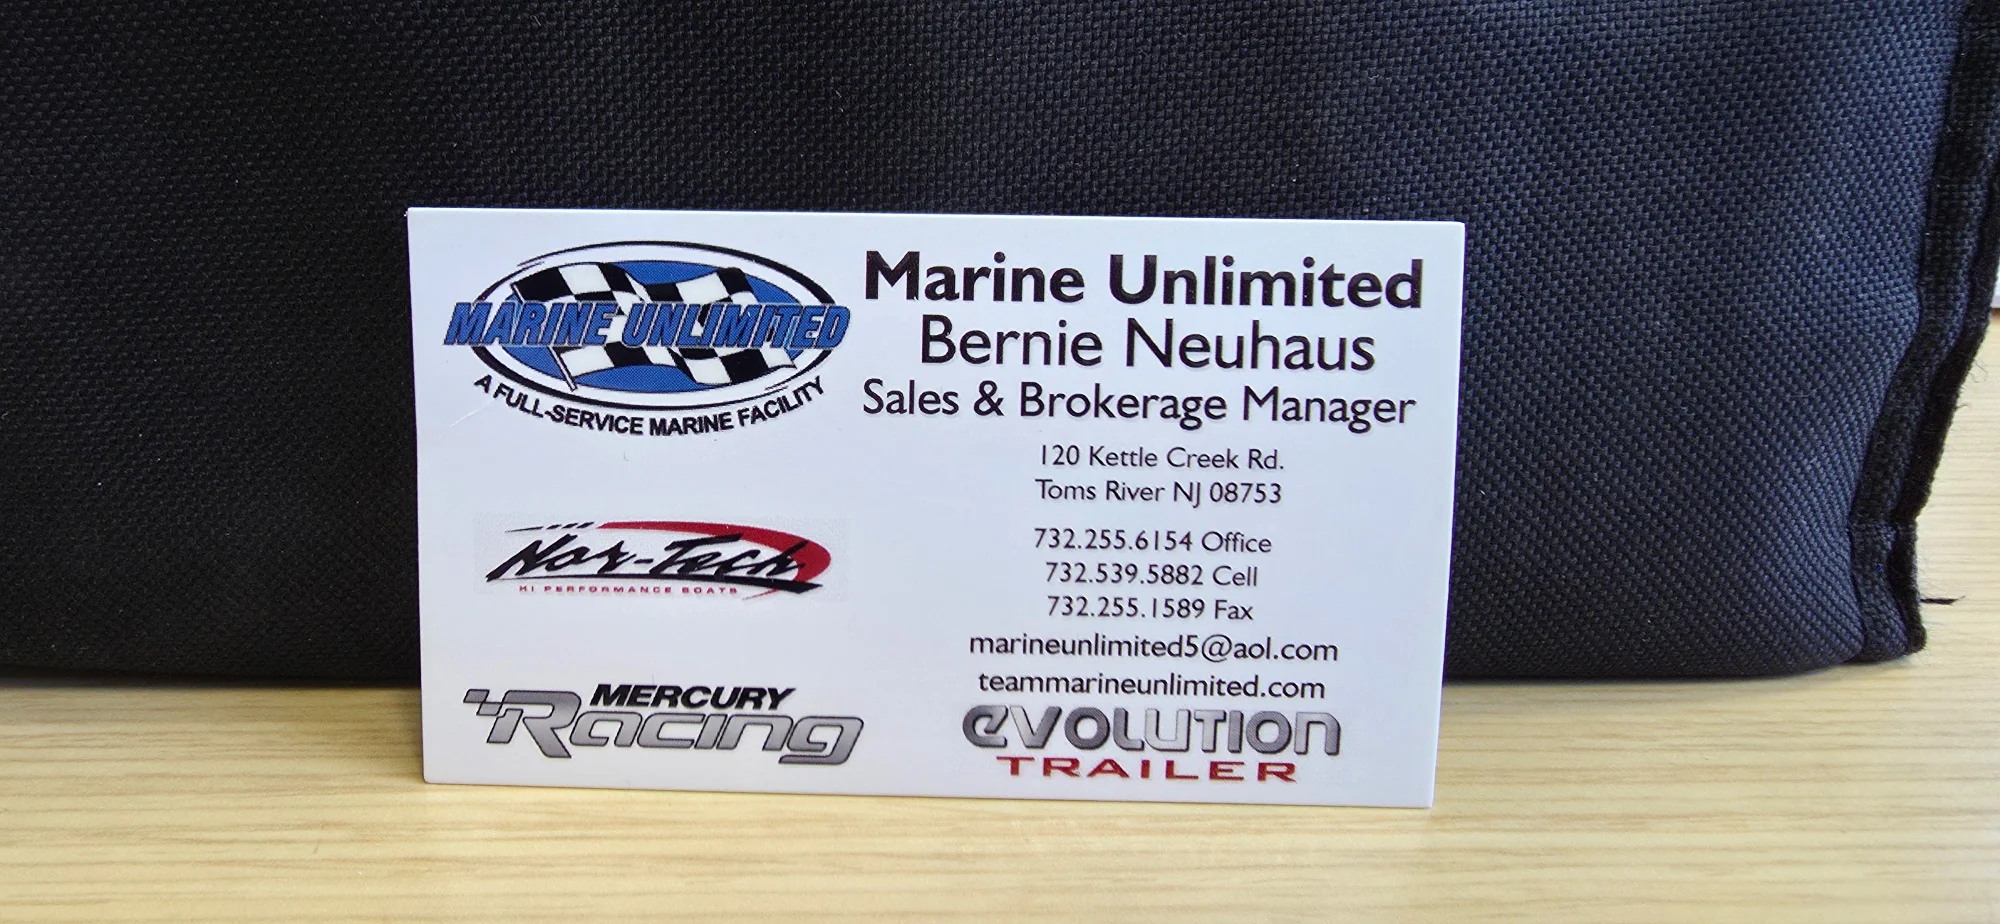 MARINE UNLIMITED
A FULL-SERVICE MARINE FACILITY
Nor-Tech
HI PERFORMANCE BOATS
MERCURY
Racing
Marine Unlimited
Bernie Neuhaus
Sales & Brokerage Manager
120 Kettle Creek Rd.
Toms River NJ 08753
732.255.6154 Office
732.539.5882 Cell
732.255.1589 Fax
marineunlimited5@aol.com
teammarineunlimited.com
evolution
TRAILER